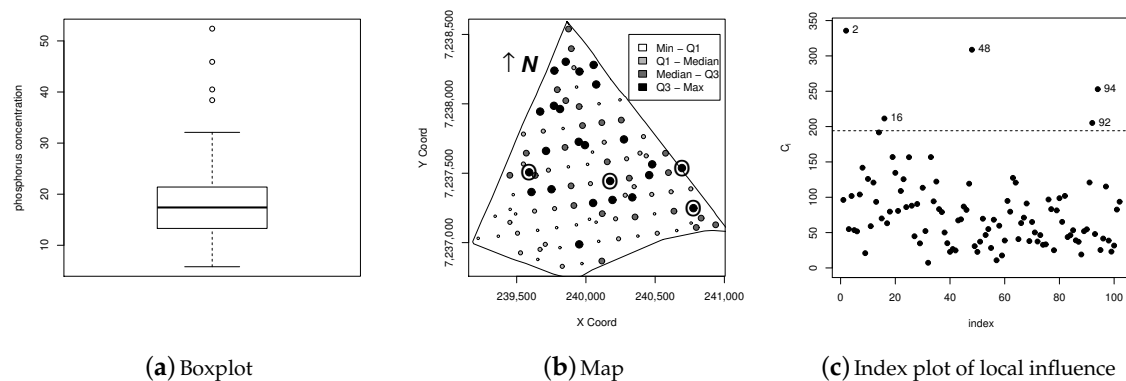 phosphorus concentration
50
40
30
20
10
(a) Boxplot
Y Coord
7,238,500
7,238,000
7,237,500
7,237,000
↑ N
Min – Q1
Q1 – Median
Median – Q3
Q3 – Max
239,500 240,000 240,500 241,000
X Coord
(b) Map
Ci
350
300
250
200
150
100
50
0
2
48
94
16
92
0 20 40 60 80 100
index
(c) Index plot of local influence